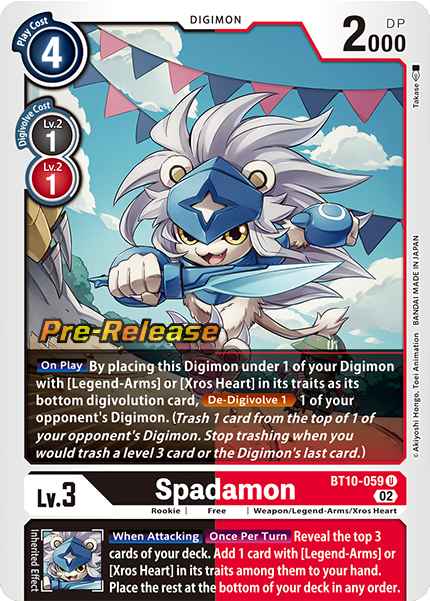 Play Cost
4
DIGIMON
DP
2000
Digivolve Cost
Lv.2
1
Lv.2
1
Takase
© Akiyoshi Hongo, Toei Animation BANDAI MADE IN JAPAN
Pre-Release
On Play By placing this Digimon under 1 of your Digimon
with [Legend-Arms] or [Xros Heart] in its traits as its
bottom digivolution card, De-Digivolve 1 1 of your
opponent's Digimon. (Trash 1 card from the top of 1 of
your opponent's Digimon. Stop trashing when you
would trash a level 3 card or the Digimon's last card.)
Lv.3
Spadamon
BT10-059 U
02
Rookie | Free | Weapon/Legend-Arms/Xros Heart
Inherited Effect
When Attacking Once Per Turn Reveal the top 3
cards of your deck. Add 1 card with [Legend-Arms] or
[Xros Heart] in its traits among them to your hand.
Place the rest at the bottom of your deck in any order.